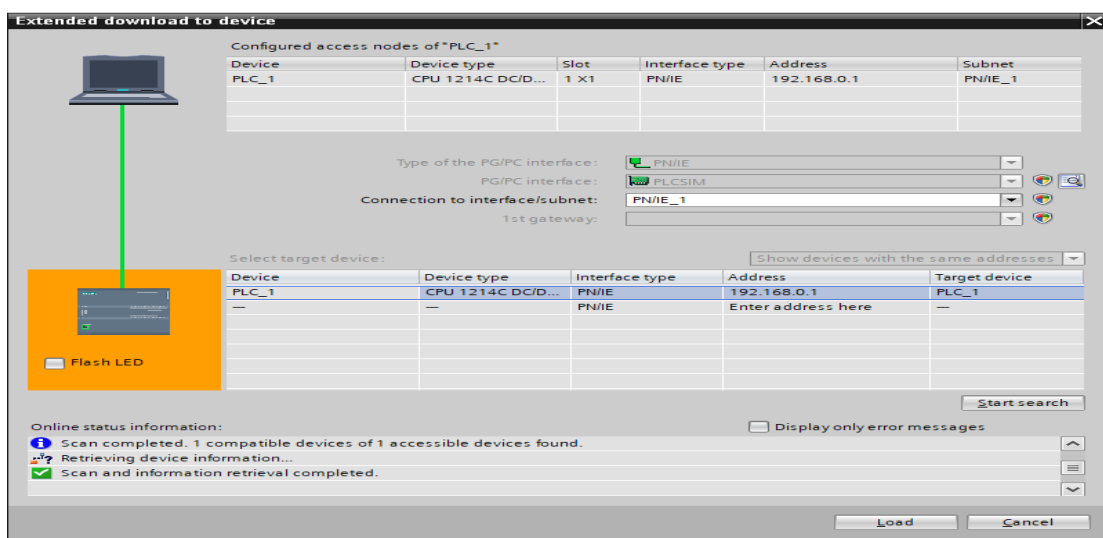 Extended download to device
Configured access nodes of "PLC_1"
Device Device type Slot Interface type Address Subnet
PLC_1 CPU 1214C DC/D... 1 X1 PN/IE 192.168.0.1 PN/IE_1
Type of the PG/PC interface: PN/IE
PG/PC interface: PLCSIM
Connection to interface/subnet: PN/IE_1
1st gateway:
Select target device: Show devices with the same addresses
Device Device type Interface type Address Target device
PLC_1 CPU 1214C DC/D... PN/IE 192.168.0.1 PLC_1
— — PN/IE Enter address here —
Flash LED
Start search
Online status information: Display only error messages
Scan completed. 1 compatible devices of 1 accessible devices found.
Retrieving device information...
Scan and information retrieval completed.
Load Cancel